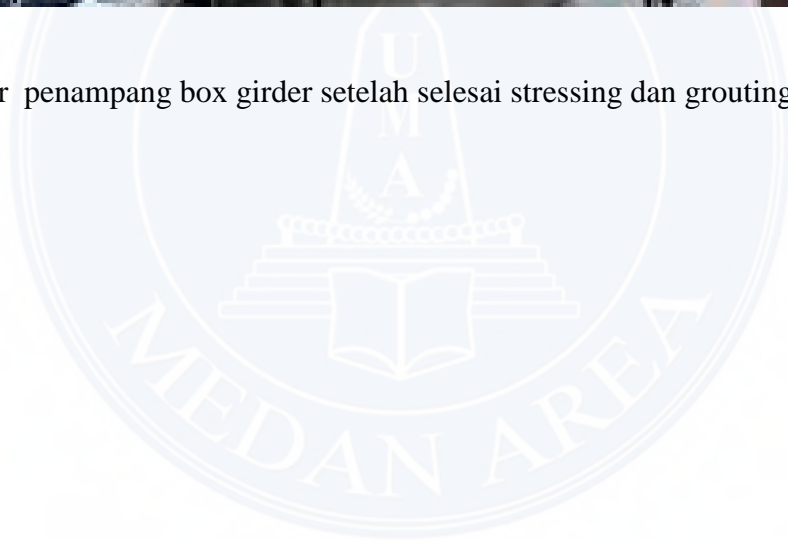 r  penampang box girder setelah selesai stressing dan grouting
U
M
A
MEDAN AREA